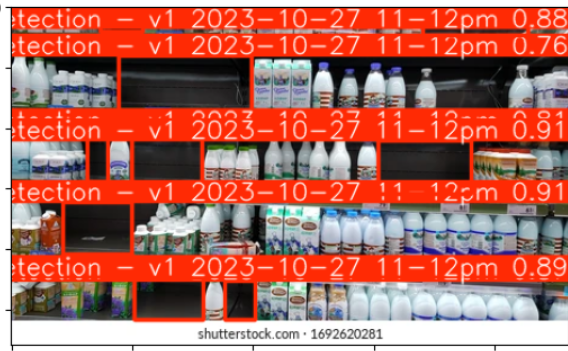 etection - v1 2023-10-27 11-12pm 0.88
etection - v1 2023-10-27 11-12pm 0.76
etection - v1 2023-10-27 11-12pm 0.91
etection - v1 2023-10-27 11-12pm 0.91
etection - v1 2023-10-27 11-12pm 0.89
shutterstock.com · 1692620281